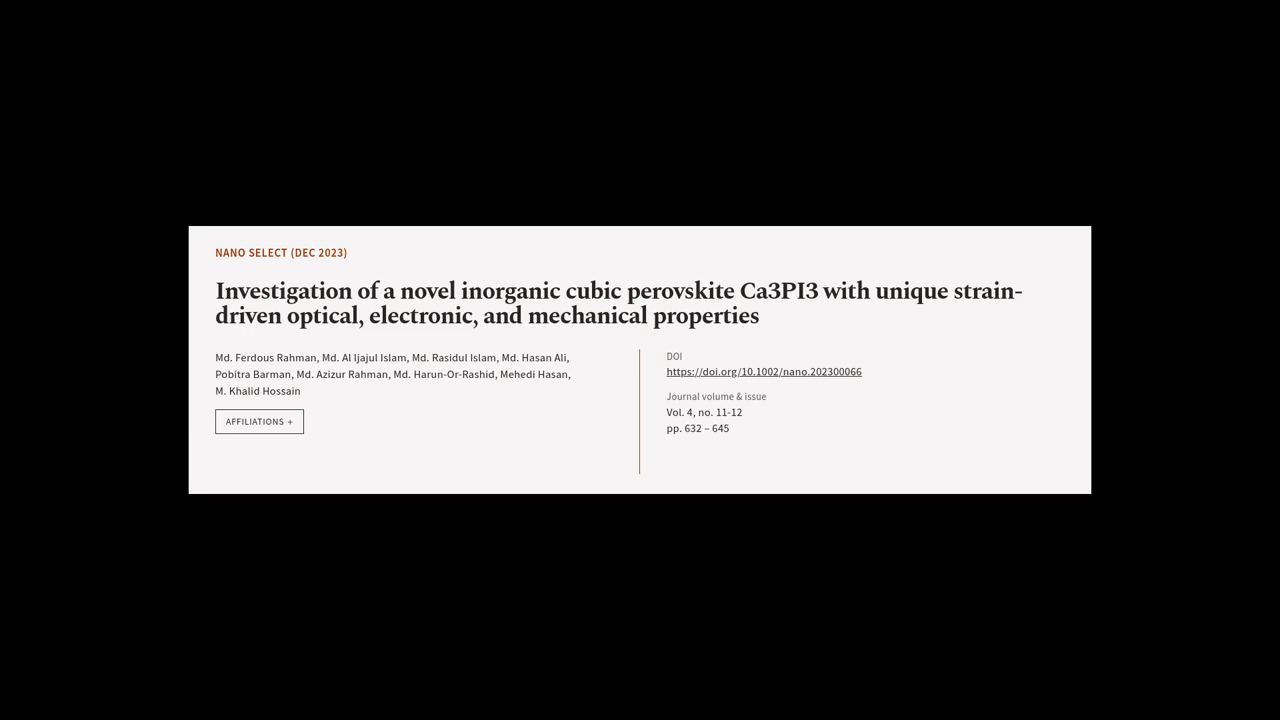 NANO SELECT (DEC 2023)
Investigation of a novel inorganic cubic perovskite Ca3PI3 with unique strain-
driven optical, electronic, and mechanical properties
Md. Ferdous Rahman, Md. Al Ijajul Islam, Md. Rasidul Islam, Md. Hasan Ali,
Pobitra Barman, Md. Azizur Rahman, Md. Harun-Or-Rashid, Mehedi Hasan,
M. Khalid Hossain
AFFILIATIONS +
DOI
https://doi.org/10.1002/nano.202300066
Journal volume & issue
Vol. 4, no. 11-12
pp. 632 – 645